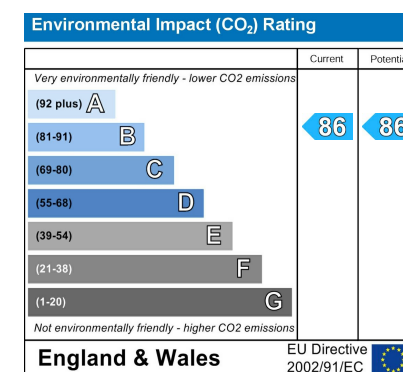 Environmental Impact (CO₂) Rating
Current
Very environmentally friendly - lower CO2 emissions
(92 plus) A
(81-91) B
86 86
(69-80) C
(55-68) D
(39-54) E
(21-38) F
(1-20) G
Not environmentally friendly - higher CO2 emissions
England & Wales
EU Directive
2002/91/EC